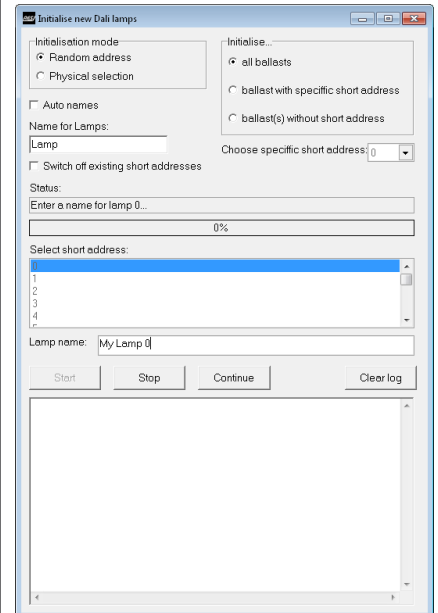 Initialise new Dali lamps
Initialisation mode
Random address
Physical selection
Auto names
Name for Lamps:
Lamp
Switch off existing short addresses
Initialise...
all ballasts
ballast with speciffic short address
ballast(s) without short address
Choose speciffic short address:
0
Status:
Enter a name for lamp 0...
0%
Select short address:
0
1
2
3
4
Lamp name:
My Lamp 0
Start
Stop
Continue
Clear log